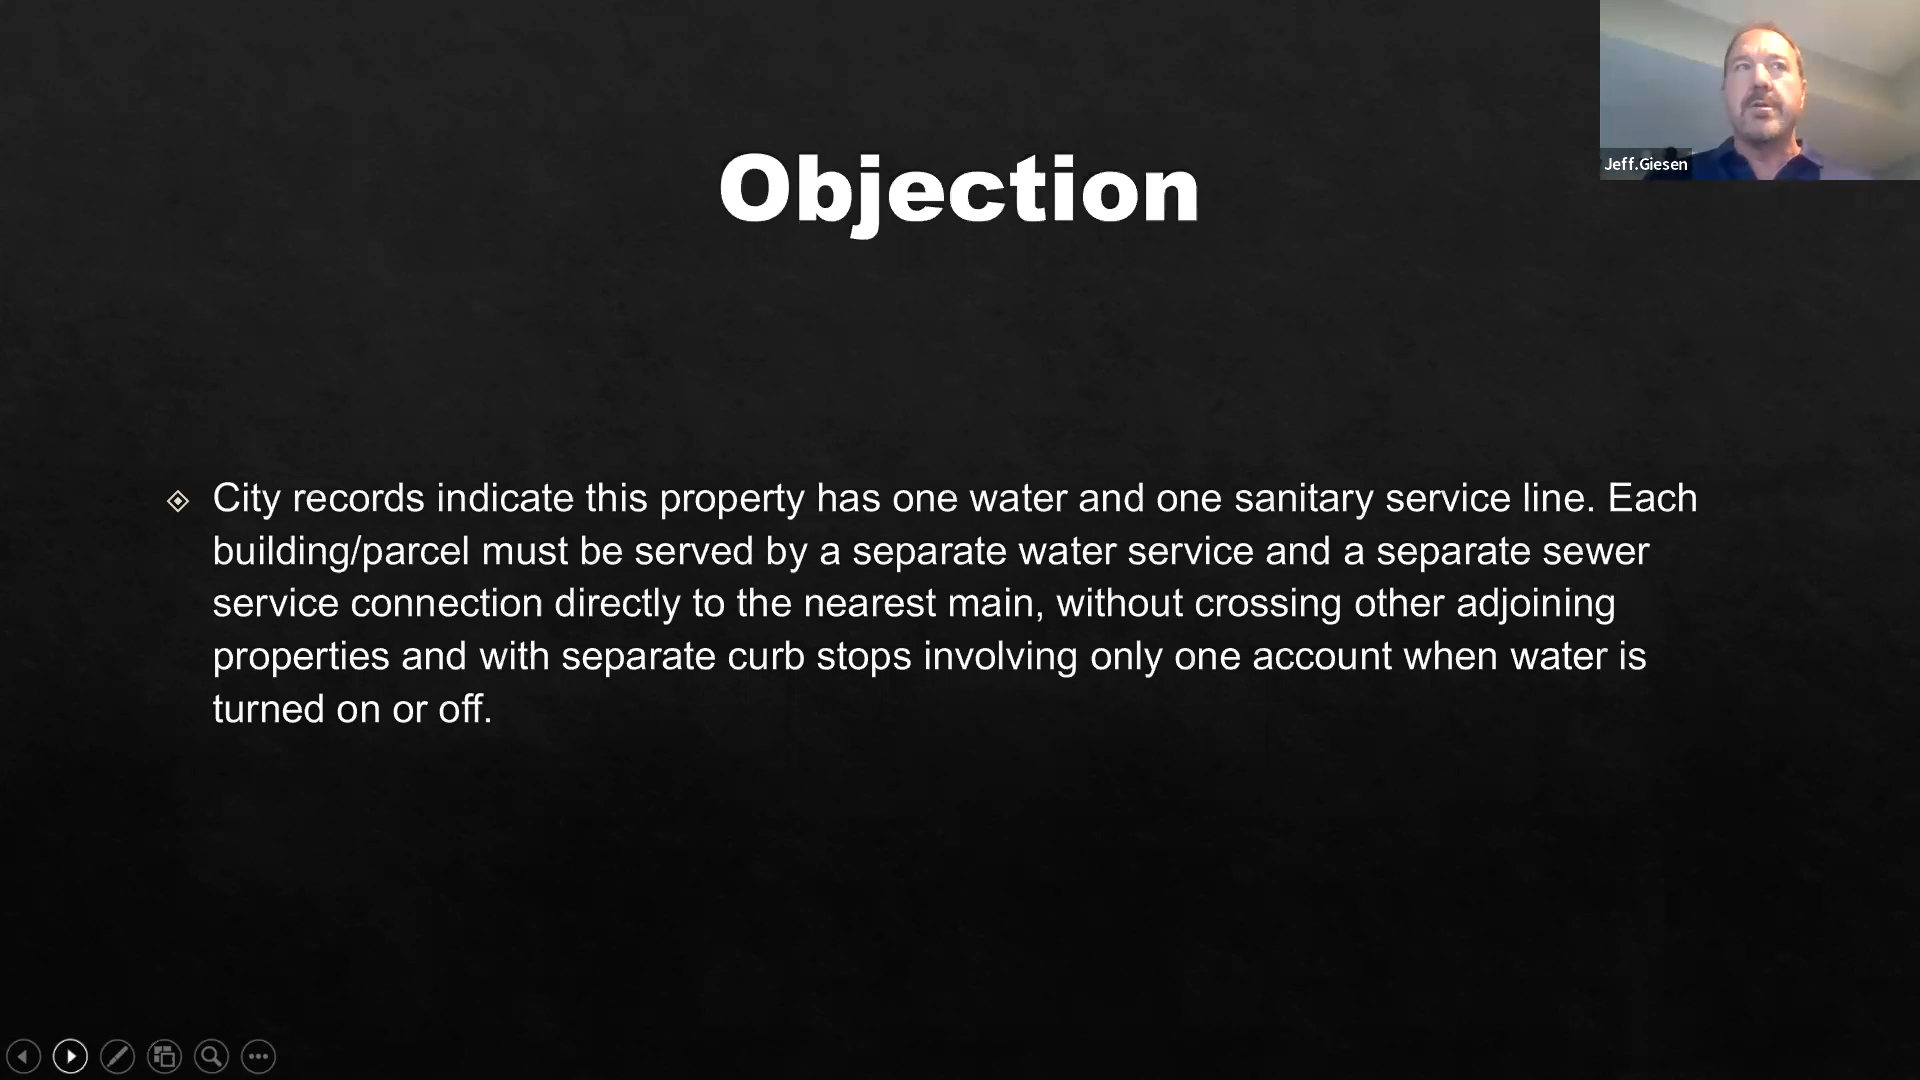 Jeff.Giesen
Objection
City records indicate this property has one water and one sanitary service line. Each
building/parcel must be served by a separate water service and a separate sewer
service connection directly to the nearest main, without crossing other adjoining
properties and with separate curb stops involving only one account when water is
turned on or off.